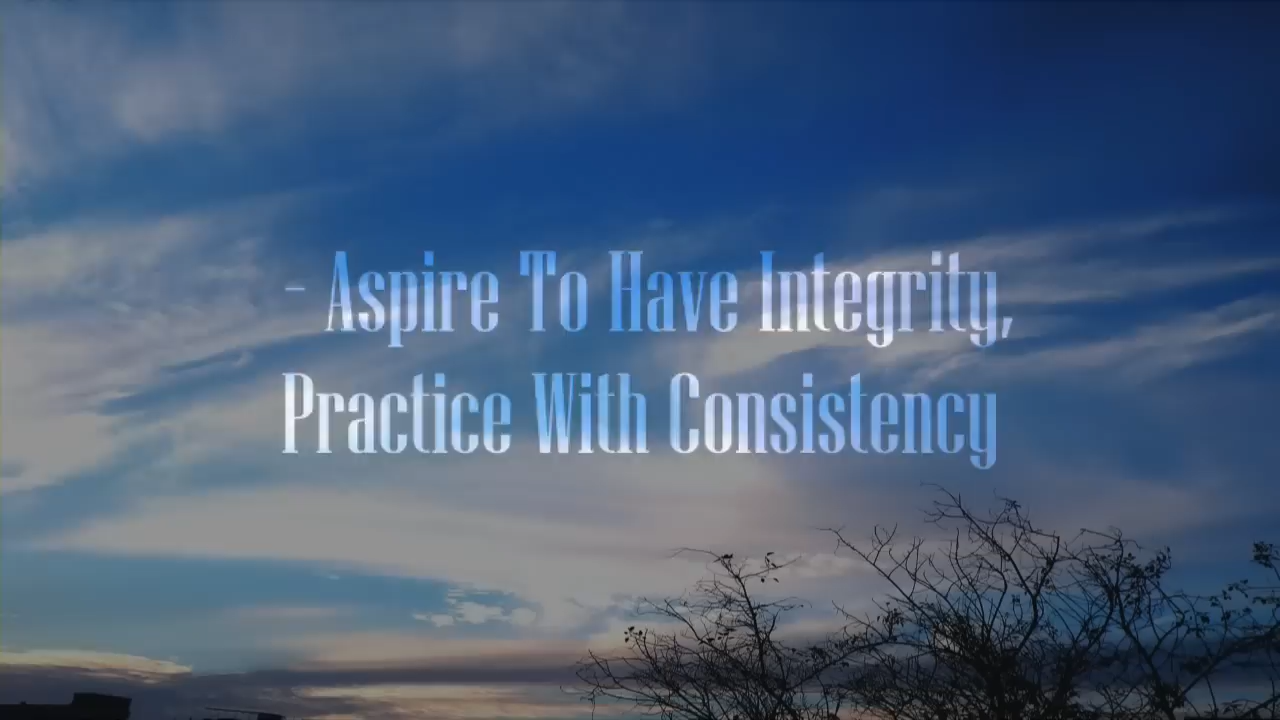 - Aspire To Have Integrity,
Practice With Consistency